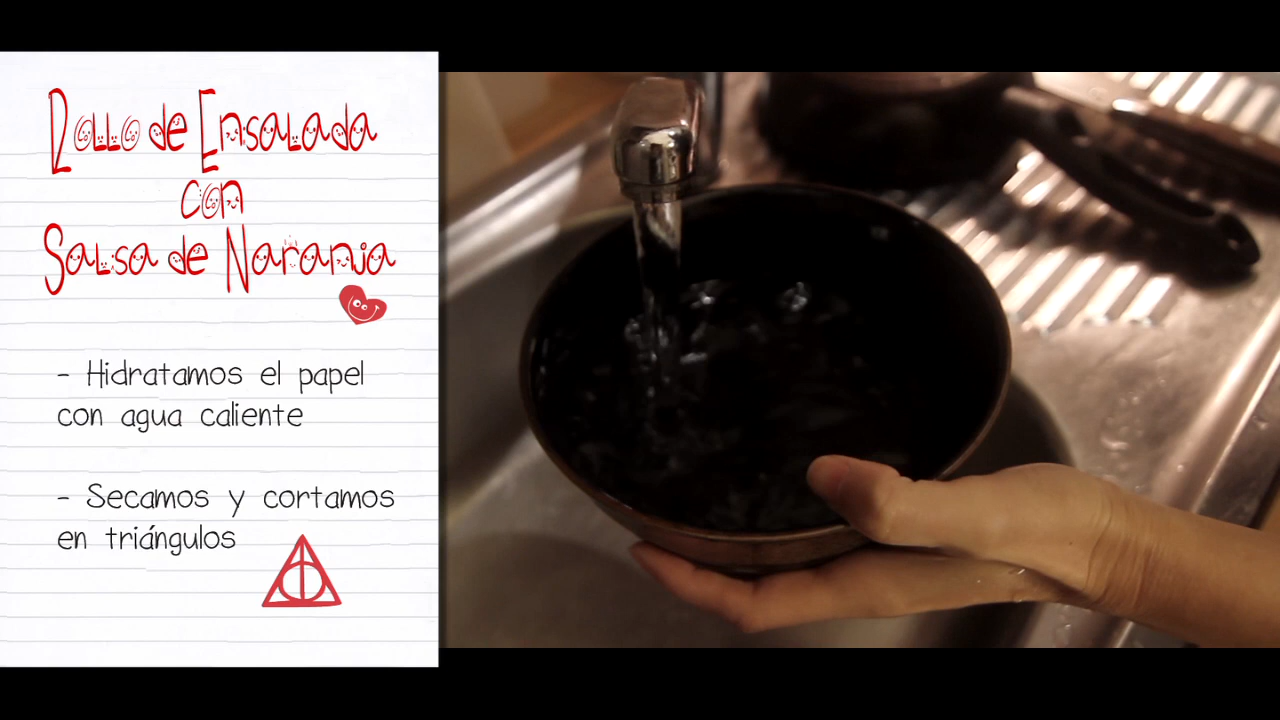 Rollo de Ensalada
con
Salsa de Naranja
- Hidratamos el papel
con agua caliente
- Secamos y cortamos
en triángulos